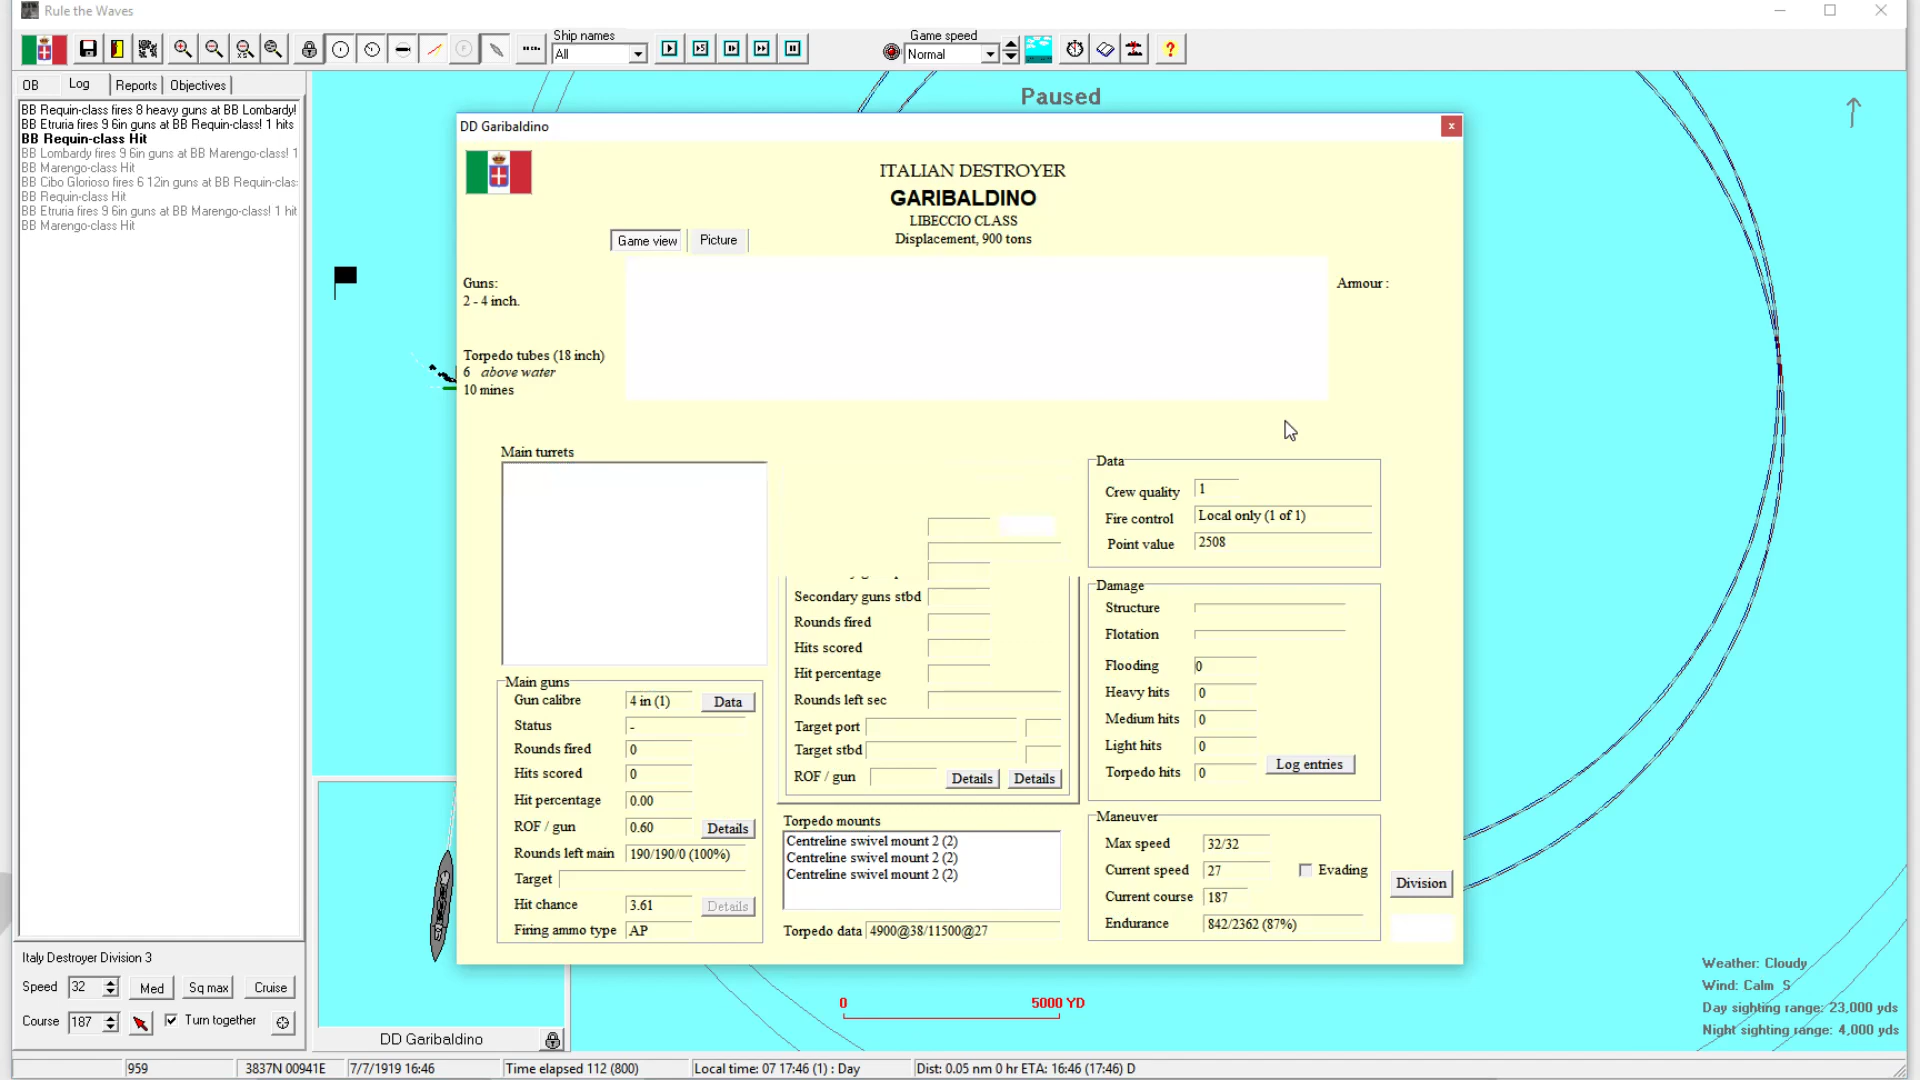 Rule the Waves
Ship names
All
Game speed
Normal
OB
Log
Reports
Objectives
BB Requin-class fires 8 heavy guns at BB Lombardy!
BB Etruria fires 9 6in guns at BB Requin-class! 1 hits
BB Requin-class Hit
BB Lombardy fires 9 6in guns at BB Marengo-class! 1
BB Marengo-class Hit
BB Cibo Glorioso fires 6 12in guns at BB Requin-clas
BB Requin-class Hit
BB Etruria fires 9 6in guns at BB Marengo-class! 1 hit
BB Marengo-class Hit
Paused
DD Garibaldino
ITALIAN DESTROYER
GARIBALDINO
LIBECCIO CLASS
Displacement, 900 tons
Game view
Picture
Guns:
2 - 4 inch.
Armour :
Torpedo tubes (18 inch)
6 above water
10 mines
Main turrets
Main guns
Gun calibre 4 in (1) Data
Status -
Rounds fired 0
Hits scored 0
Hit percentage 0.00
ROF / gun 0.60 Details
Rounds left main 190/190/0 (100%)
Target
Hit chance 3.61 Details
Firing ammo type AP
Secondary guns stbd
Rounds fired
Hits scored
Hit percentage
Rounds left sec
Target port
Target stbd
ROF / gun Details Details
Torpedo mounts
Centreline swivel mount 2 (2)
Centreline swivel mount 2 (2)
Centreline swivel mount 2 (2)
Torpedo data 4900@38/11500@27
Data
Crew quality 1
Fire control Local only (1 of 1)
Point value 2508
Damage
Structure
Flotation
Flooding 0
Heavy hits 0
Medium hits 0
Light hits 0
Torpedo hits 0
Log entries
Maneuver
Max speed 32/32
Current speed 27 Evading
Current course 187
Endurance 842/2362 (87%)
Division
Italy Destroyer Division 3
Speed 32 Med Sq max Cruise
Course 187 Turn together
DD Garibaldino
0 5000 YD
Weather: Cloudy
Wind: Calm S
Day sighting range: 23,000 yds
Night sighting range: 4,000 yds
959 3837N 00941E 7/7/1919 16:46 Time elapsed 112 (800) Local time: 07 17:46 (1) : Day Dist: 0.05 nm 0 hr ETA: 16:46 (17:46) D